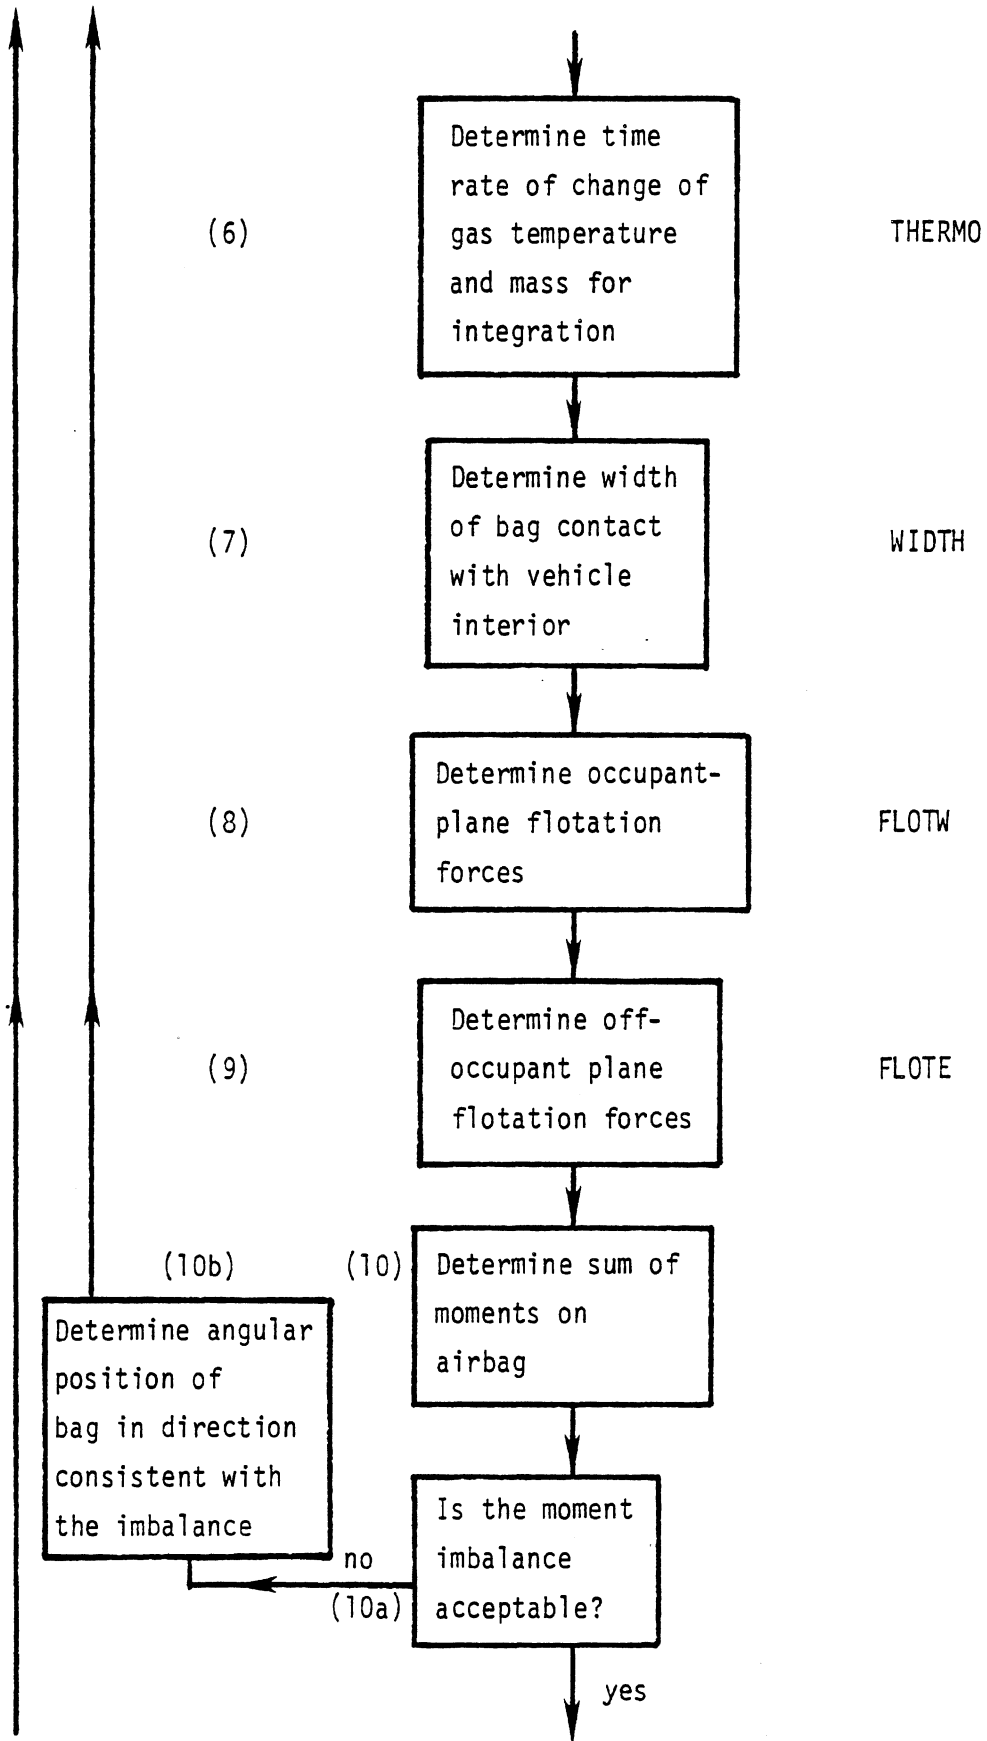 Determine time
rate of change of
(6)
gas temperature
THERMO
and mass for
integration
Determine width
(7)
of bag contact
WIDTH
with vehicle
interior
Determine occupant-
(8)
plane flotation
FLOTW
forces
Determine off-
(9)
occupant plane
FLOTE
flotation forces
(10)
Determine sum of
moments on
airbag
(10b)
Determine angular
position of
bag in direction
consistent with
the imbalance
Is the moment
imbalance
acceptable?
no
(10a)
yes